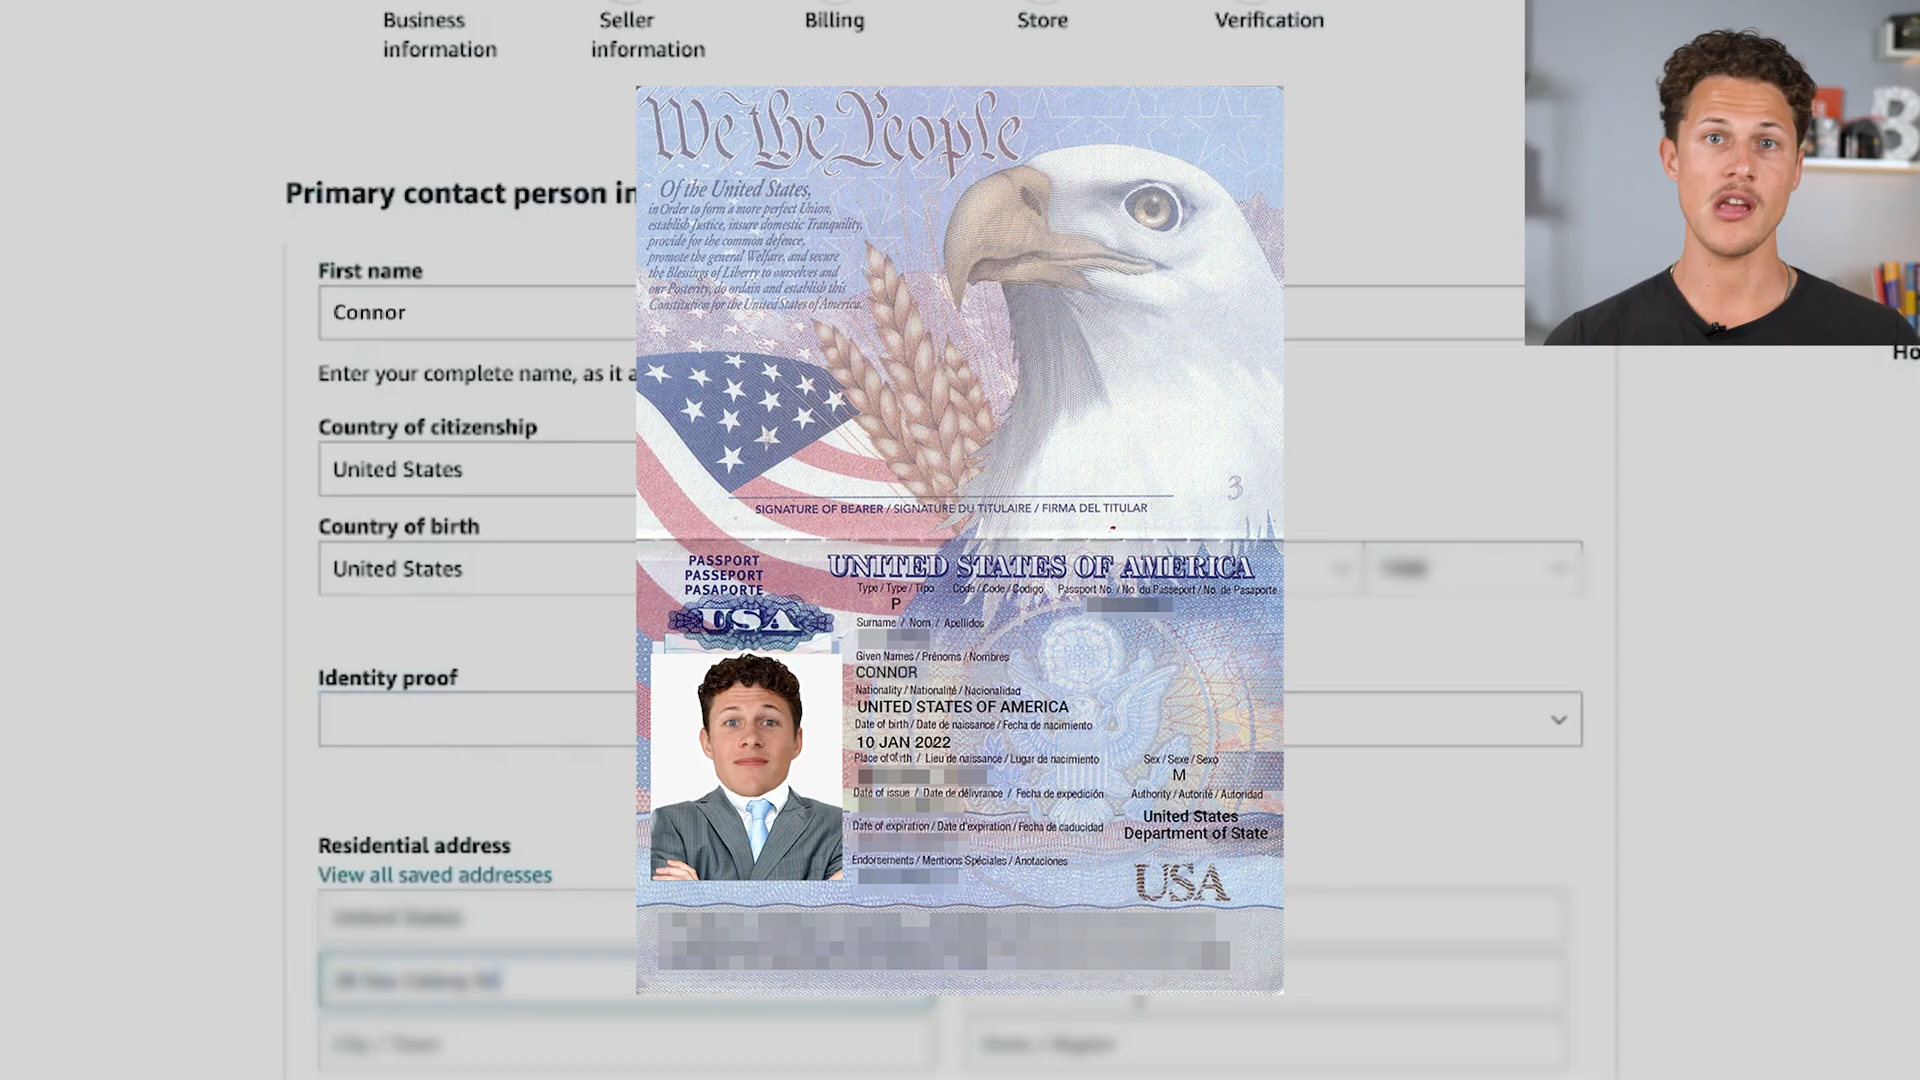 Business information
Seller information
Billing
Store
Verification
Primary contact person
First name
Connor
Enter your complete name, as it
Country of citizenship
United States
Country of birth
United States
Identity proof
Residential address
View all saved addresses
We the People
Of the United States,
in Order to form a more perfect Union,
establish Justice, insure domestic Tranquility,
provide for the common defence,
promote the general Welfare, and secure
the Blessings of Liberty to ourselves and
our Posterity, do ordain and establish this
Constitution for the United States of America.
3
SIGNATURE OF BEARER / SIGNATURE DU TITULAIRE / FIRMA DEL TITULAR
PASSPORT
PASSEPORT
PASAPORTE
USA
UNITED STATES OF AMERICA
Type / Type / Tipo Code / Code / Codigo Passport No. / No. du Passeport / No. de Pasaporte
P
Surname / Nom / Apellidos
Given Names / Prénoms / Nombres
CONNOR
Nationality / Nationalité / Nacionalidad
UNITED STATES OF AMERICA
Date of birth / Date de naissance / Fecha de nacimiento
10 JAN 2022
Place of birth / Lieu de naissance / Lugar de nacimiento
Sex / Sexe / Sexo
M
Date of issue / Date de délivrance / Fecha de expedición
Authority / Autorité / Autoridad
United States
Department of State
Date of expiration / Date d'expiration / Fecha de caducidad
Endorsements / Mentions Spéciales / Anotaciones
USA
B
Ho